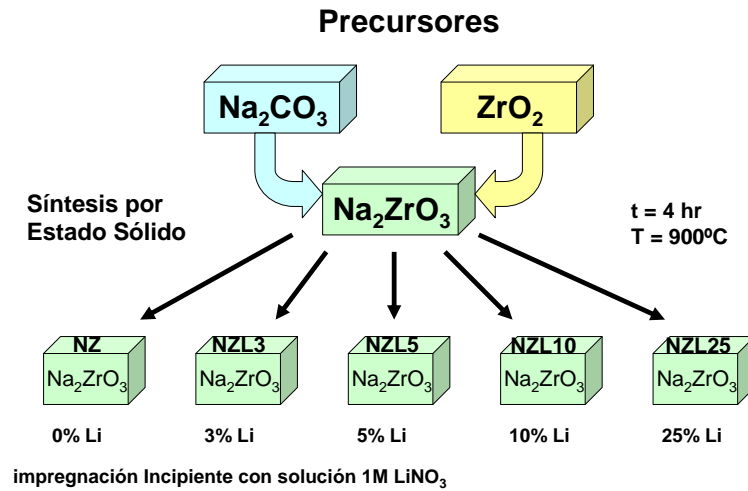 Precursores
Na₂CO₃
ZrO₂
Na₂ZrO₃
Síntesis por
Estado Sólido
t = 4 hr
T = 900ºC
NZ
Na₂ZrO₃
0% Li
NZL3
Na₂ZrO₃
3% Li
NZL5
Na₂ZrO₃
5% Li
NZL10
Na₂ZrO₃
10% Li
NZL25
Na₂ZrO₃
25% Li
impregnación Incipiente con solución 1M LiNO₃